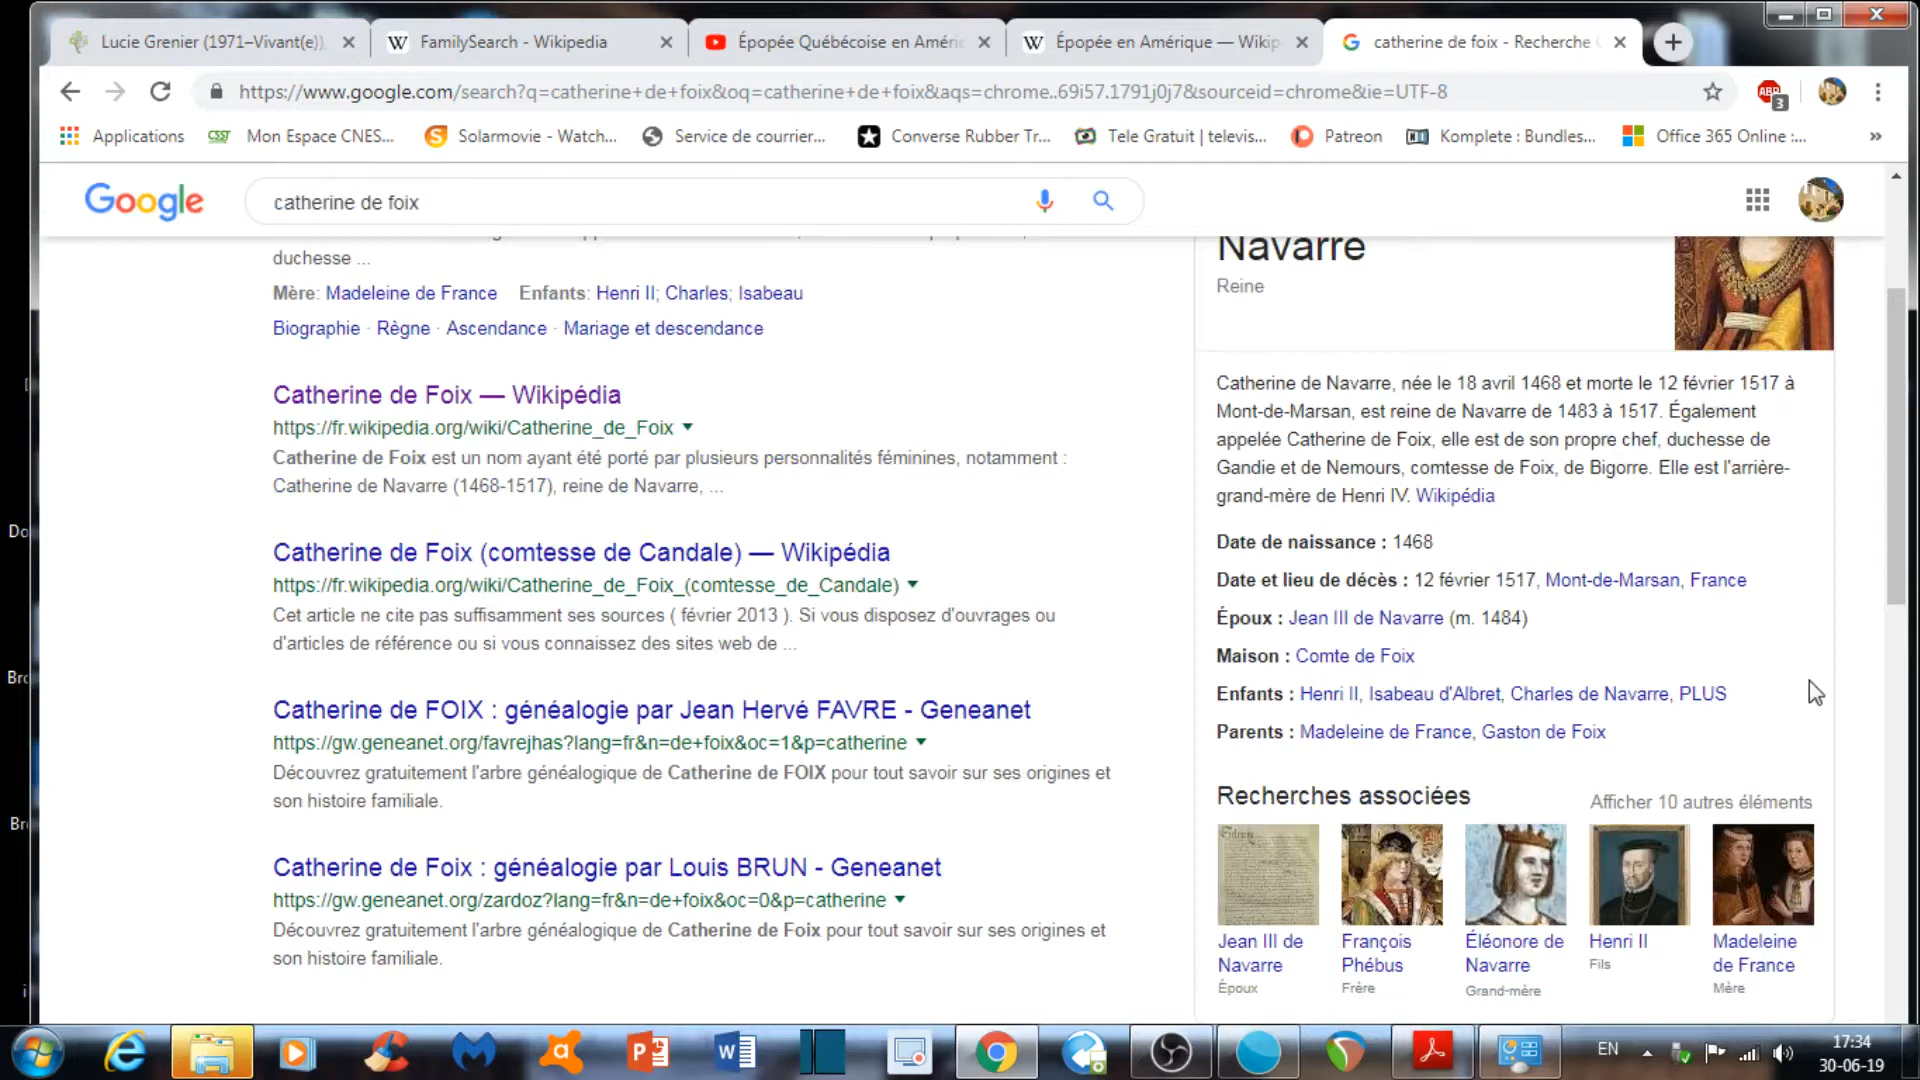 Lucie Grenier (1971–Vivant(e))
FamilySearch - Wikipedia
Épopée Québécoise en Améric
Épopée en Amérique — Wikip
catherine de foix - Recherche
https://www.google.com/search?q=catherine+de+foix&oq=catherine+de+foix&aqs=chrome..69i57.1791j0j7&sourceid=chrome&ie=UTF-8
ABP 3
Applications
CSST Mon Espace CNES...
Solarmovie - Watch...
Service de courrier...
Converse Rubber Tr...
Tele Gratuit | televis...
Patreon
Komplete : Bundles...
Office 365 Online :...
»
Google
catherine de foix
duchesse ...
Mère: Madeleine de France Enfants: Henri II; Charles; Isabeau
Biographie · Règne · Ascendance · Mariage et descendance
Catherine de Foix — Wikipédia
https://fr.wikipedia.org/wiki/Catherine_de_Foix
Catherine de Foix est un nom ayant été porté par plusieurs personnalités féminines, notamment :
Catherine de Navarre (1468-1517), reine de Navarre, ...
Catherine de Foix (comtesse de Candale) — Wikipédia
https://fr.wikipedia.org/wiki/Catherine_de_Foix_(comtesse_de_Candale)
Cet article ne cite pas suffisamment ses sources ( février 2013 ). Si vous disposez d'ouvrages ou
d'articles de référence ou si vous connaissez des sites web de ...
Catherine de FOIX : généalogie par Jean Hervé FAVRE - Geneanet
https://gw.geneanet.org/favrejhas?lang=fr&n=de+foix&oc=1&p=catherine
Découvrez gratuitement l'arbre généalogique de Catherine de FOIX pour tout savoir sur ses origines et
son histoire familiale.
Catherine de Foix : généalogie par Louis BRUN - Geneanet
https://gw.geneanet.org/zardoz?lang=fr&n=de+foix&oc=0&p=catherine
Découvrez gratuitement l'arbre généalogique de Catherine de Foix pour tout savoir sur ses origines et
son histoire familiale.
Navarre
Reine
Catherine de Navarre, née le 18 avril 1468 et morte le 12 février 1517 à
Mont-de-Marsan, est reine de Navarre de 1483 à 1517. Également
appelée Catherine de Foix, elle est de son propre chef, duchesse de
Gandie et de Nemours, comtesse de Foix, de Bigorre. Elle est l'arrière-
grand-mère de Henri IV. Wikipédia
Date de naissance : 1468
Date et lieu de décès : 12 février 1517, Mont-de-Marsan, France
Époux : Jean III de Navarre (m. 1484)
Maison : Comte de Foix
Enfants : Henri II, Isabeau d'Albret, Charles de Navarre, PLUS
Parents : Madeleine de France, Gaston de Foix
Recherches associées
Afficher 10 autres éléments
Jean III de
Navarre
Époux
François
Phébus
Frère
Éléonore de
Navarre
Grand-mère
Henri II
Fils
Madeleine
de France
Mère
Do
Bro
Bro
EN
17:34
30-06-19